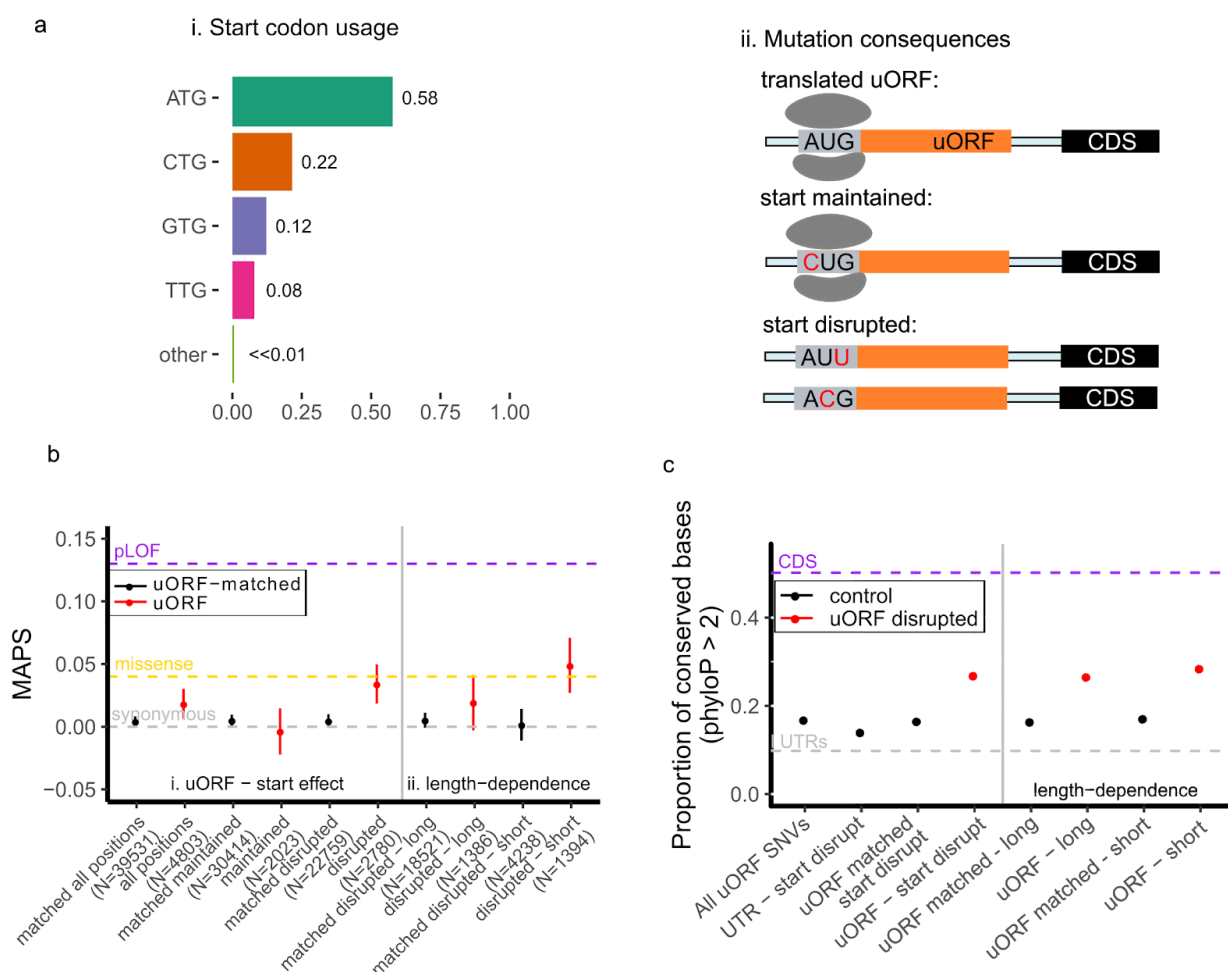 a
i. Start codon usage
ATG
0.58
CTG
0.22
GTG
0.12
TTG
0.08
other
<<0.01
0.00 0.25 0.50 0.75 1.00
ii. Mutation consequences
translated uORF:
AUG uORF CDS
start maintained:
CUG CDS
start disrupted:
AUU CDS
ACG CDS
b
MAPS
0.15
0.10
0.05
0.00
−0.05
pLOF
uORF−matched
uORF
missense
synonymous
i. uORF − start effect
ii. length−dependence
matched all positions
(N=39531)
all positions
(N=4803)
matched maintained
(N=30414)
maintained
(N=2023)
matched disrupted
(N=22759)
disrupted
(N=2780)
matched disrupted − long
(N=18521)
disrupted − long
(N=1386)
matched disrupted − short
(N=4238)
disrupted − short
(N=1394)
c
Proportion of conserved bases
(phyloP > 2)
0.4
0.2
0.0
CDS
control
uORF disrupted
UTRs
length−dependence
All uORF SNVs
UTR − start disrupt
uORF matched
start disrupt
uORF − start disrupt
uORF matched - long
uORF − long
uORF matched - short
uORF − short